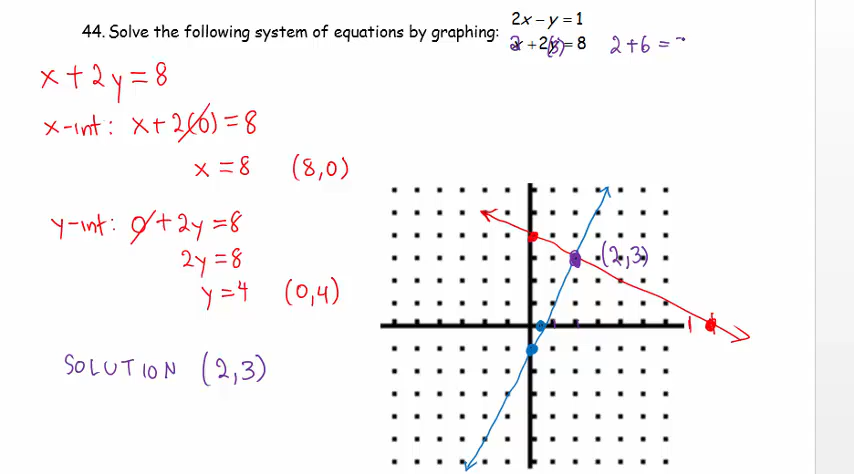 44. Solve the following system of equations by graphing:
2x − y = 1
x + 2y = 8
2 (3) 2 + 6 =
x + 2y = 8
x-int: x + 2(0) = 8
x = 8 (8,0)
y-int: 0 + 2y = 8
2y = 8
y = 4 (0,4)
(2,3)
SOLUTION (2,3)